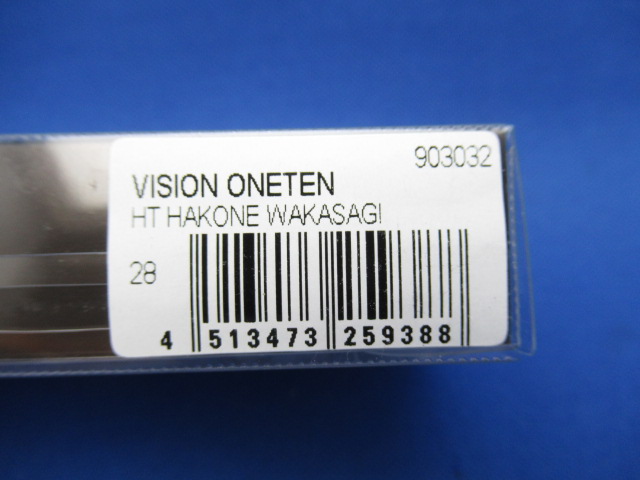 903032
VISION ONETEN
HT HAKONE WAKASAGI
28
4 513473 259388